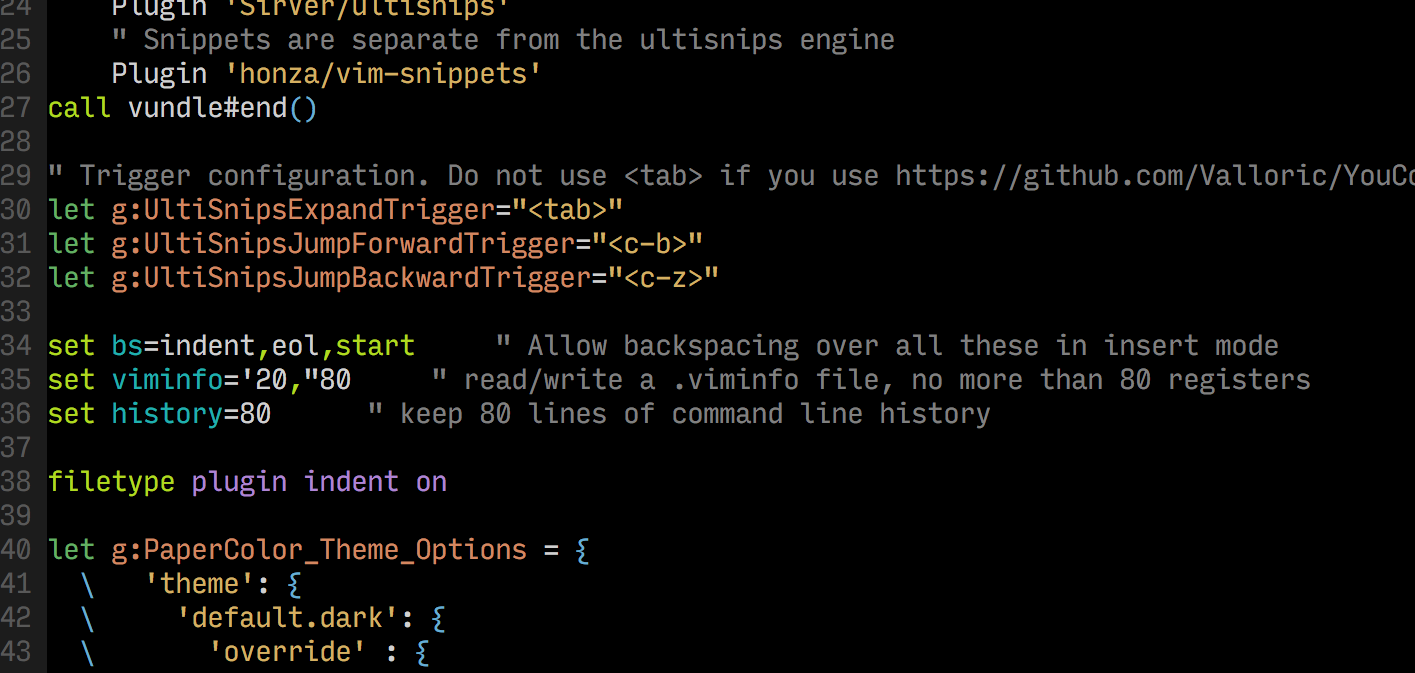 24     Plugin 'SirVer/ultisnips'
25     " Snippets are separate from the ultisnips engine
26     Plugin 'honza/vim-snippets'
27 call vundle#end()
28
29 " Trigger configuration. Do not use <tab> if you use https://github.com/Valloric/YouCo
30 let g:UltiSnipsExpandTrigger="<tab>"
31 let g:UltiSnipsJumpForwardTrigger="<c-b>"
32 let g:UltiSnipsJumpBackwardTrigger="<c-z>"
33
34 set bs=indent,eol,start     " Allow backspacing over all these in insert mode
35 set viminfo='20,"80     " read/write a .viminfo file, no more than 80 registers
36 set history=80      " keep 80 lines of command line history
37
38 filetype plugin indent on
39
40 let g:PaperColor_Theme_Options = {
41   \   'theme': {
42   \     'default.dark': {
43   \       'override' : {